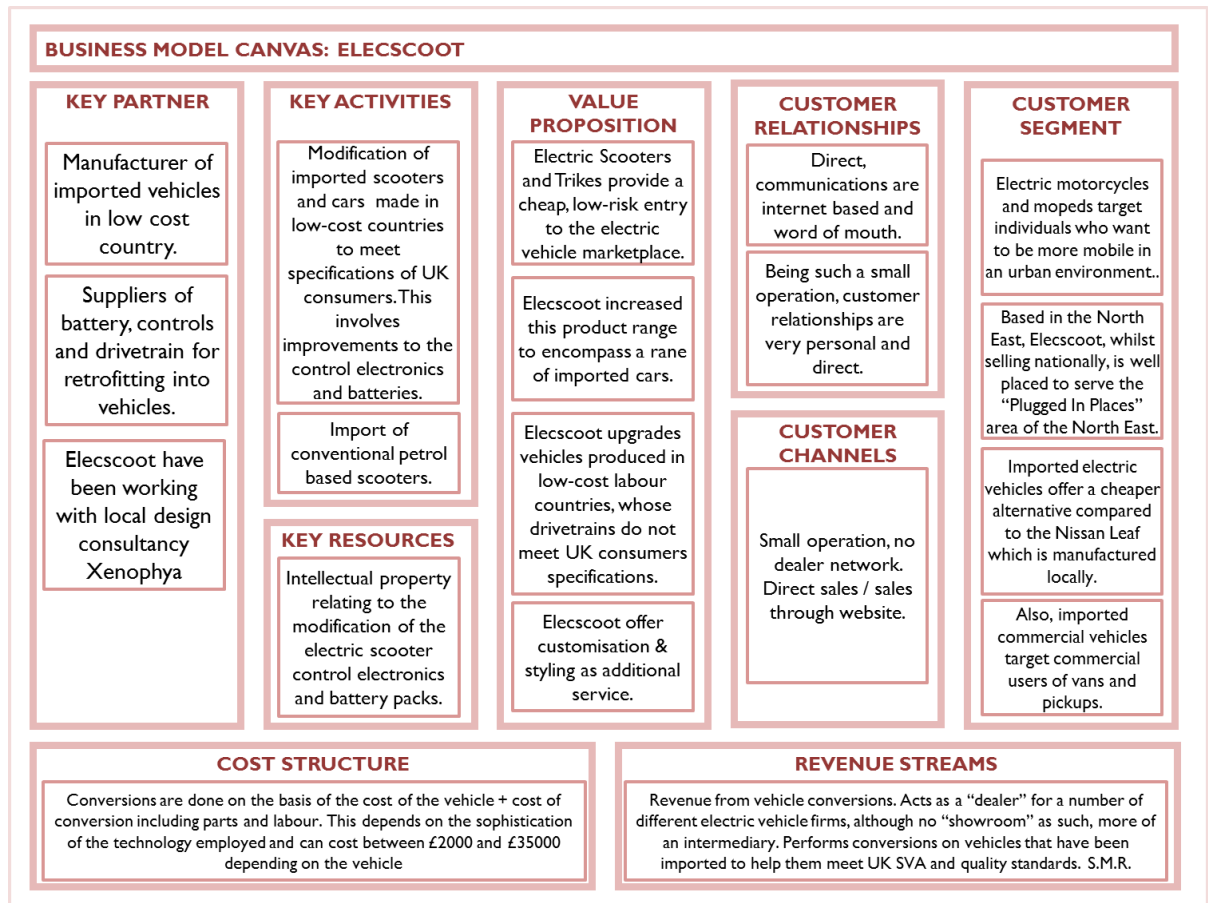 BUSINESS MODEL CANVAS: ELECSCOOT
KEY PARTNER
Manufacturer of
imported vehicles
in low cost
country.
Suppliers of
battery, controls
and drivetrain for
retrofitting into
vehicles.
Elecscoot have
been working
with local design
consultancy
Xenophya
KEY ACTIVITIES
Modification of
imported scooters
and cars made in
low-cost countries
to meet
specifications of UK
consumers. This
involves
improvements to the
control electronics
and batteries.
Import of
conventional petrol
based scooters.
KEY RESOURCES
Intellectual property
relating to the
modification of the
electric scooter
control electronics
and battery packs.
VALUE
PROPOSITION
Electric Scooters
and Trikes provide a
cheap, low-risk entry
to the electric
vehicle marketplace.
Elecscoot increased
this product range
to encompass a rane
of imported cars.
Elecscoot upgrades
vehicles produced in
low-cost labour
countries, whose
drivetrains do not
meet UK consumers
specifications.
Elecscoot offer
customisation &
styling as additional
service.
CUSTOMER
RELATIONSHIPS
Direct,
communications are
internet based and
word of mouth.
Being such a small
operation, customer
relationships are
very personal and
direct.
CUSTOMER
CHANNELS
Small operation, no
dealer network.
Direct sales / sales
through website.
CUSTOMER
SEGMENT
Electric motorcycles
and mopeds target
individuals who want
to be more mobile in
an urban environment..
Based in the North
East, Elecscoot, whilst
selling nationally, is well
placed to serve the
“Plugged In Places”
area of the North East.
Imported electric
vehicles offer a cheaper
alternative compared
to the Nissan Leaf
which is manufactured
locally.
Also, imported
commercial vehicles
target commercial
users of vans and
pickups.
COST STRUCTURE
Conversions are done on the basis of the cost of the vehicle + cost of
conversion including parts and labour. This depends on the sophistication
of the technology employed and can cost between £2000 and £35000
depending on the vehicle
REVENUE STREAMS
Revenue from vehicle conversions. Acts as a “dealer” for a number of
different electric vehicle firms, although no “showroom” as such, more of
an intermediary. Performs conversions on vehicles that have been
imported to help them meet UK SVA and quality standards. S.M.R.